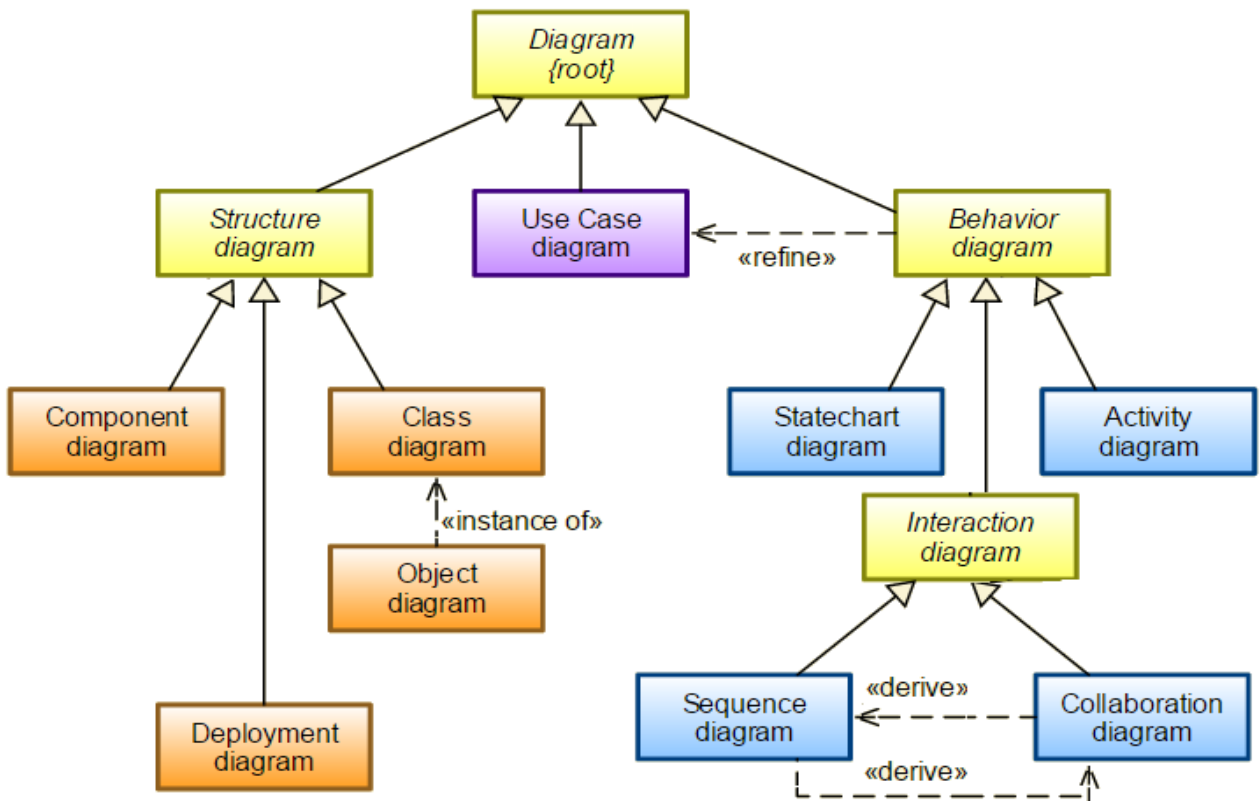 Diagram
{root}
Structure
diagram
Use Case
diagram
Behavior
diagram
«refine»
Component
diagram
Class
diagram
Statechart
diagram
Activity
diagram
«instance of»
Interaction
diagram
Object
diagram
Sequence
diagram
«derive»
Collaboration
diagram
Deployment
diagram
«derive»